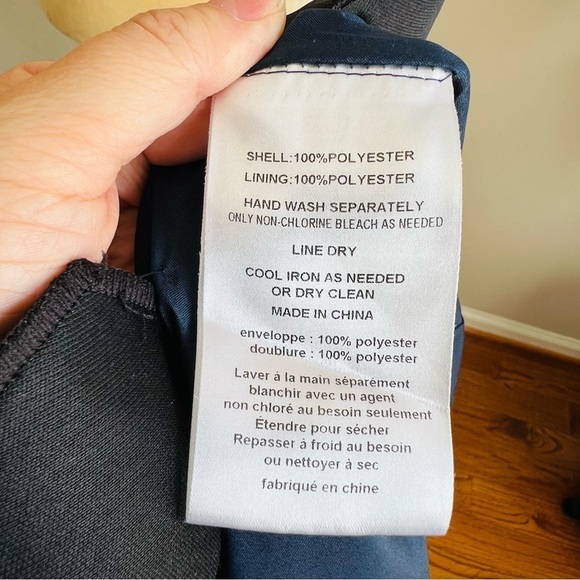 SHELL:100%POLYESTER
LINING:100%POLYESTER
HAND WASH SEPARATELY
ONLY NON-CHLORINE BLEACH AS NEEDED
LINE DRY
COOL IRON AS NEEDED
OR DRY CLEAN
MADE IN CHINA
enveloppe : 100% polyester
doublure : 100% polyester
Laver à la main séparément
blanchir avec un agent
non chloré au besoin seulement
Étendre pour sécher
Repasser à froid au besoin
ou nettoyer à sec
fabriqué en chine